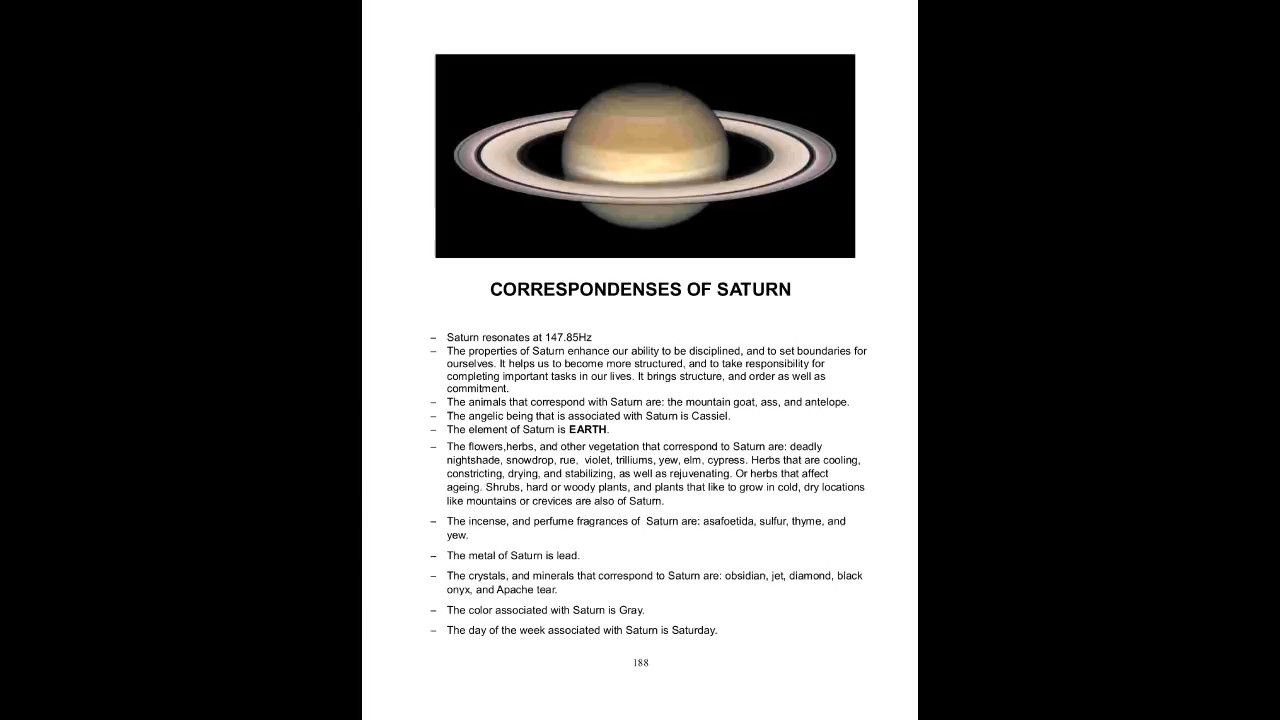 CORRESPONDENSES OF SATURN
– Saturn resonates at 147.85Hz
– The properties of Saturn enhance our ability to be disciplined, and to set boundaries for
ourselves. It helps us to become more structured, and to take responsibility for
completing important tasks in our lives. It brings structure, and order as well as
commitment.
– The animals that correspond with Saturn are: the mountain goat, ass, and antelope.
– The angelic being that is associated with Saturn is Cassiel.
– The element of Saturn is EARTH.
– The flowers,herbs, and other vegetation that correspond to Saturn are: deadly
nightshade, snowdrop, rue, violet, trilliums, yew, elm, cypress. Herbs that are cooling,
constricting, drying, and stabilizing, as well as rejuvenating. Or herbs that affect
ageing. Shrubs, hard or woody plants, and plants that like to grow in cold, dry locations
like mountains or crevices are also of Saturn.
– The incense, and perfume fragrances of Saturn are: asafoetida, sulfur, thyme, and
yew.
– The metal of Saturn is lead.
– The crystals, and minerals that correspond to Saturn are: obsidian, jet, diamond, black
onyx, and Apache tear.
– The color associated with Saturn is Gray.
– The day of the week associated with Saturn is Saturday.
188